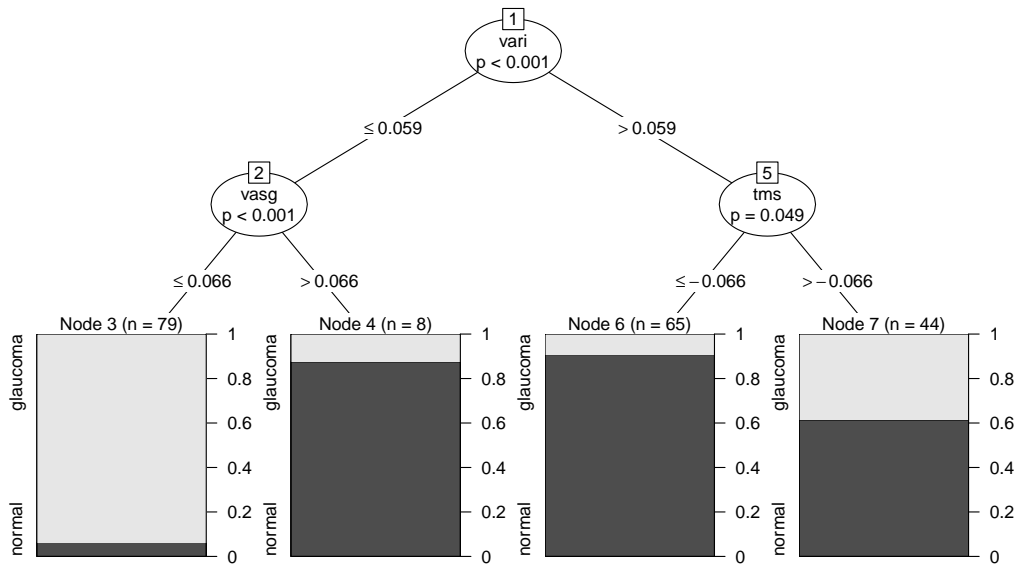 1
vari
p < 0.001
≤ 0.059
> 0.059
2
vasg
p < 0.001
5
tms
p = 0.049
≤ 0.066
> 0.066
≤ −0.066
> −0.066
Node 3 (n = 79)
normal
glaucoma
1
0.8
0.6
0.4
0.2
0
Node 4 (n = 8)
normal
glaucoma
1
0.8
0.6
0.4
0.2
0
Node 6 (n = 65)
normal
glaucoma
1
0.8
0.6
0.4
0.2
0
Node 7 (n = 44)
normal
glaucoma
1
0.8
0.6
0.4
0.2
0